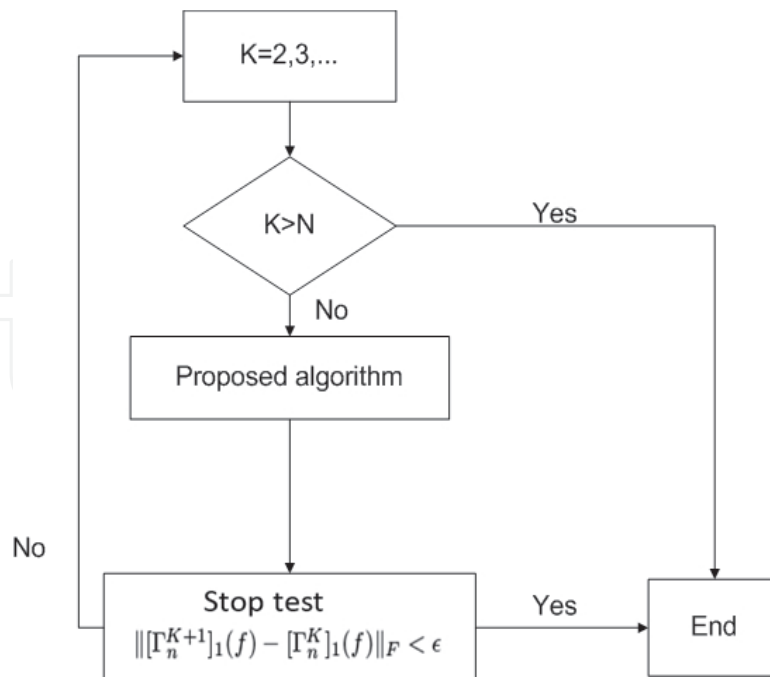 K=2,3,...
K>N
Yes
No
Proposed algorithm
No
Stop test
‖[Γ_n^{K+1}]_1(f) − [Γ_n^K]_1(f)‖_F < ϵ
Yes
End